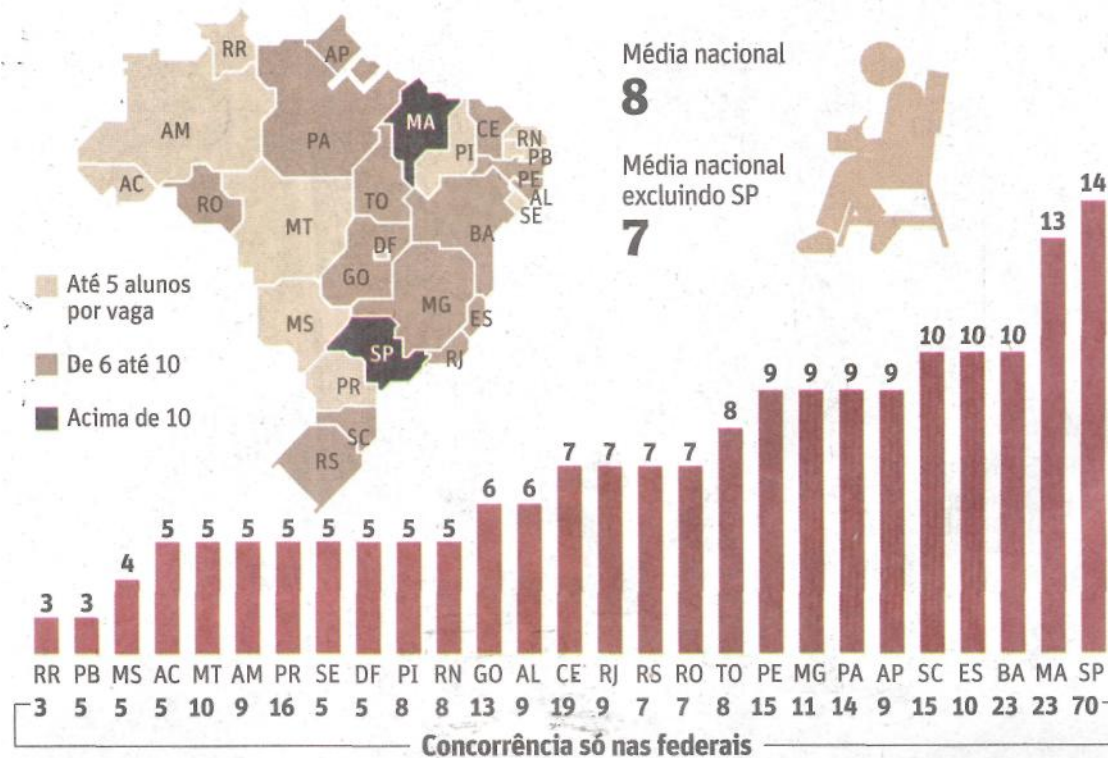 RR
AP
AM
PA
MA
CE
RN
PI
PB
PE
AC
AL
RO
TO
SE
MT
BA
DF
GO
MG
MS
ES
SP
RJ
PR
SC
RS
Até 5 alunos
por vaga
De 6 até 10
Acima de 10
Média nacional
8
Média nacional
excluindo SP
7
3 3 4 5 5 5 5 5 5 5 5 6 6 7 7 7 7 8 9 9 9 9 10 10 10 13 14
RR PB MS AC MT AM PR SE DF PI RN GO AL CE RJ RS RO TO PE MG PA AP SC ES BA MA SP
3 5 5 5 10 9 16 5 5 8 8 13 9 19 9 7 7 8 15 11 14 9 15 10 23 23 70
Concorrência só nas federais